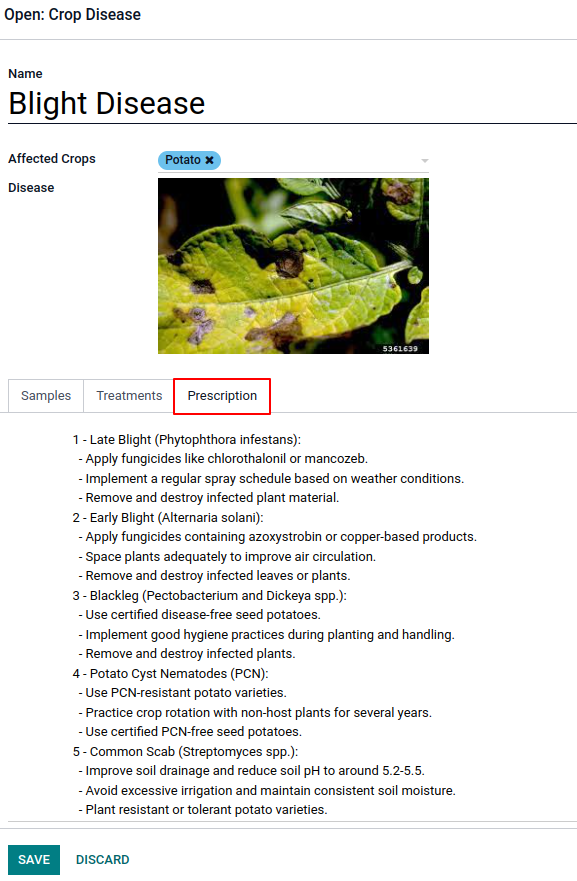 Open: Crop Disease
Name
Blight Disease
Affected Crops
Potato ✖
Disease
5361639
Samples
Treatments
Prescription
1 - Late Blight (Phytophthora infestans):
- Apply fungicides like chlorothalonil or mancozeb.
- Implement a regular spray schedule based on weather conditions.
- Remove and destroy infected plant material.
2 - Early Blight (Alternaria solani):
- Apply fungicides containing azoxystrobin or copper-based products.
- Space plants adequately to improve air circulation.
- Remove and destroy infected leaves or plants.
3 - Blackleg (Pectobacterium and Dickeya spp.):
- Use certified disease-free seed potatoes.
- Implement good hygiene practices during planting and handling.
- Remove and destroy infected plants.
4 - Potato Cyst Nematodes (PCN):
- Use PCN-resistant potato varieties.
- Practice crop rotation with non-host plants for several years.
- Use certified PCN-free seed potatoes.
5 - Common Scab (Streptomyces spp.):
- Improve soil drainage and reduce soil pH to around 5.2-5.5.
- Avoid excessive irrigation and maintain consistent soil moisture.
- Plant resistant or tolerant potato varieties.
SAVE
DISCARD